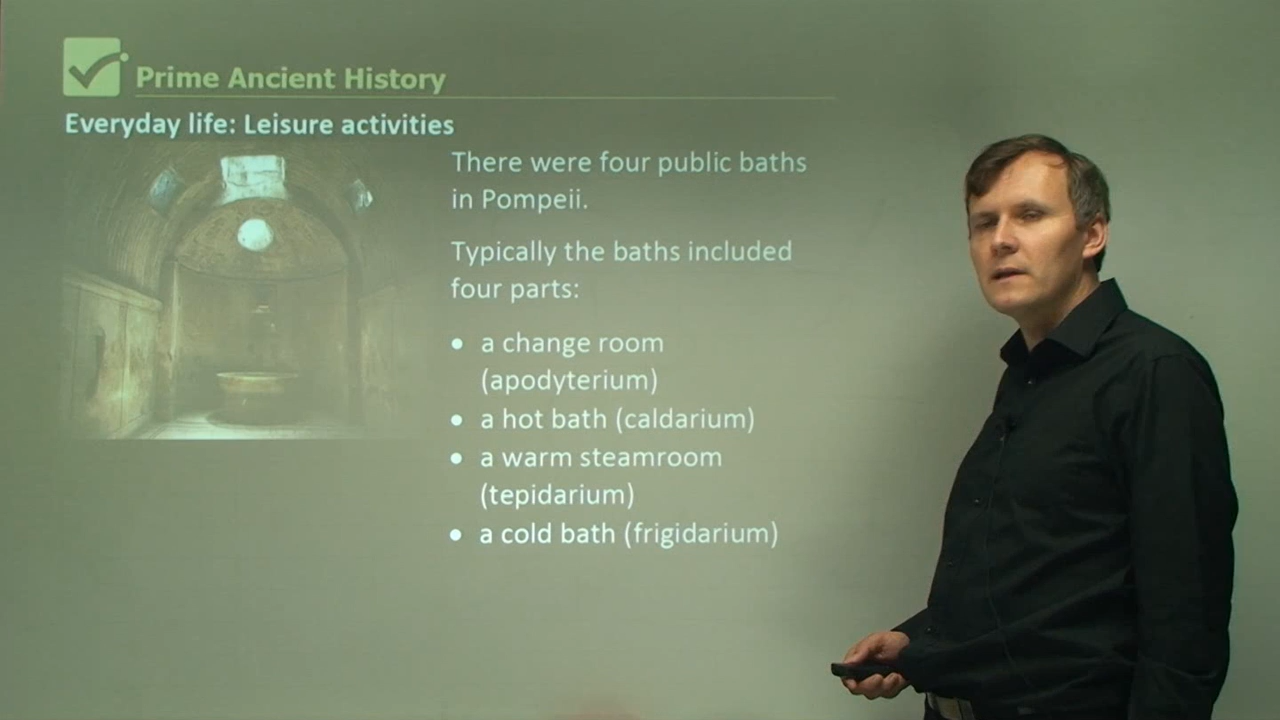 Prime Ancient History
Everyday life: Leisure activities
There were four public baths
in Pompeii.
Typically the baths included
four parts:
• a change room
(apodyterium)
• a hot bath (caldarium)
• a warm steamroom
(tepidarium)
• a cold bath (frigidarium)